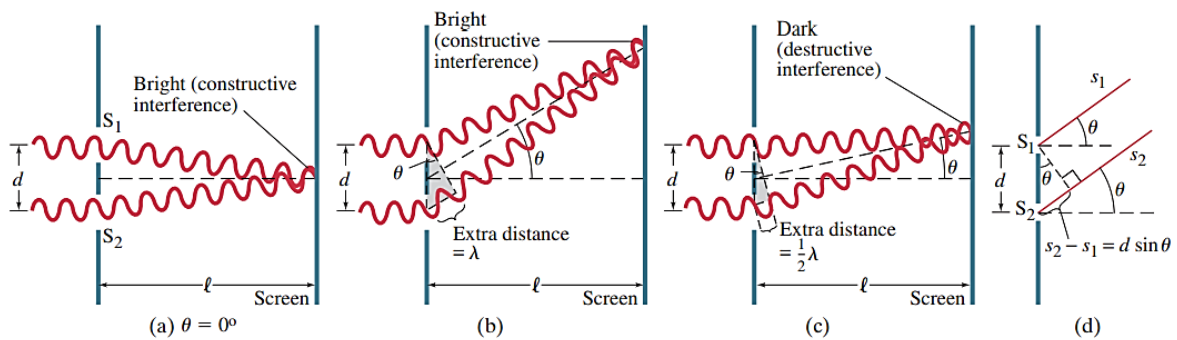 Bright (constructive
interference)
S1
d
S2
ℓ
Screen
(a) θ = 0º
Bright
(constructive
interference)
θ
θ
d
Extra distance
= λ
ℓ
Screen
(b)
Dark
(destructive
interference)
θ
θ
d
Extra distance
= 1/2 λ
ℓ
Screen
(c)
s1
θ
S1
s2
d
θ
θ
S2
s2 − s1 = d sin θ
(d)